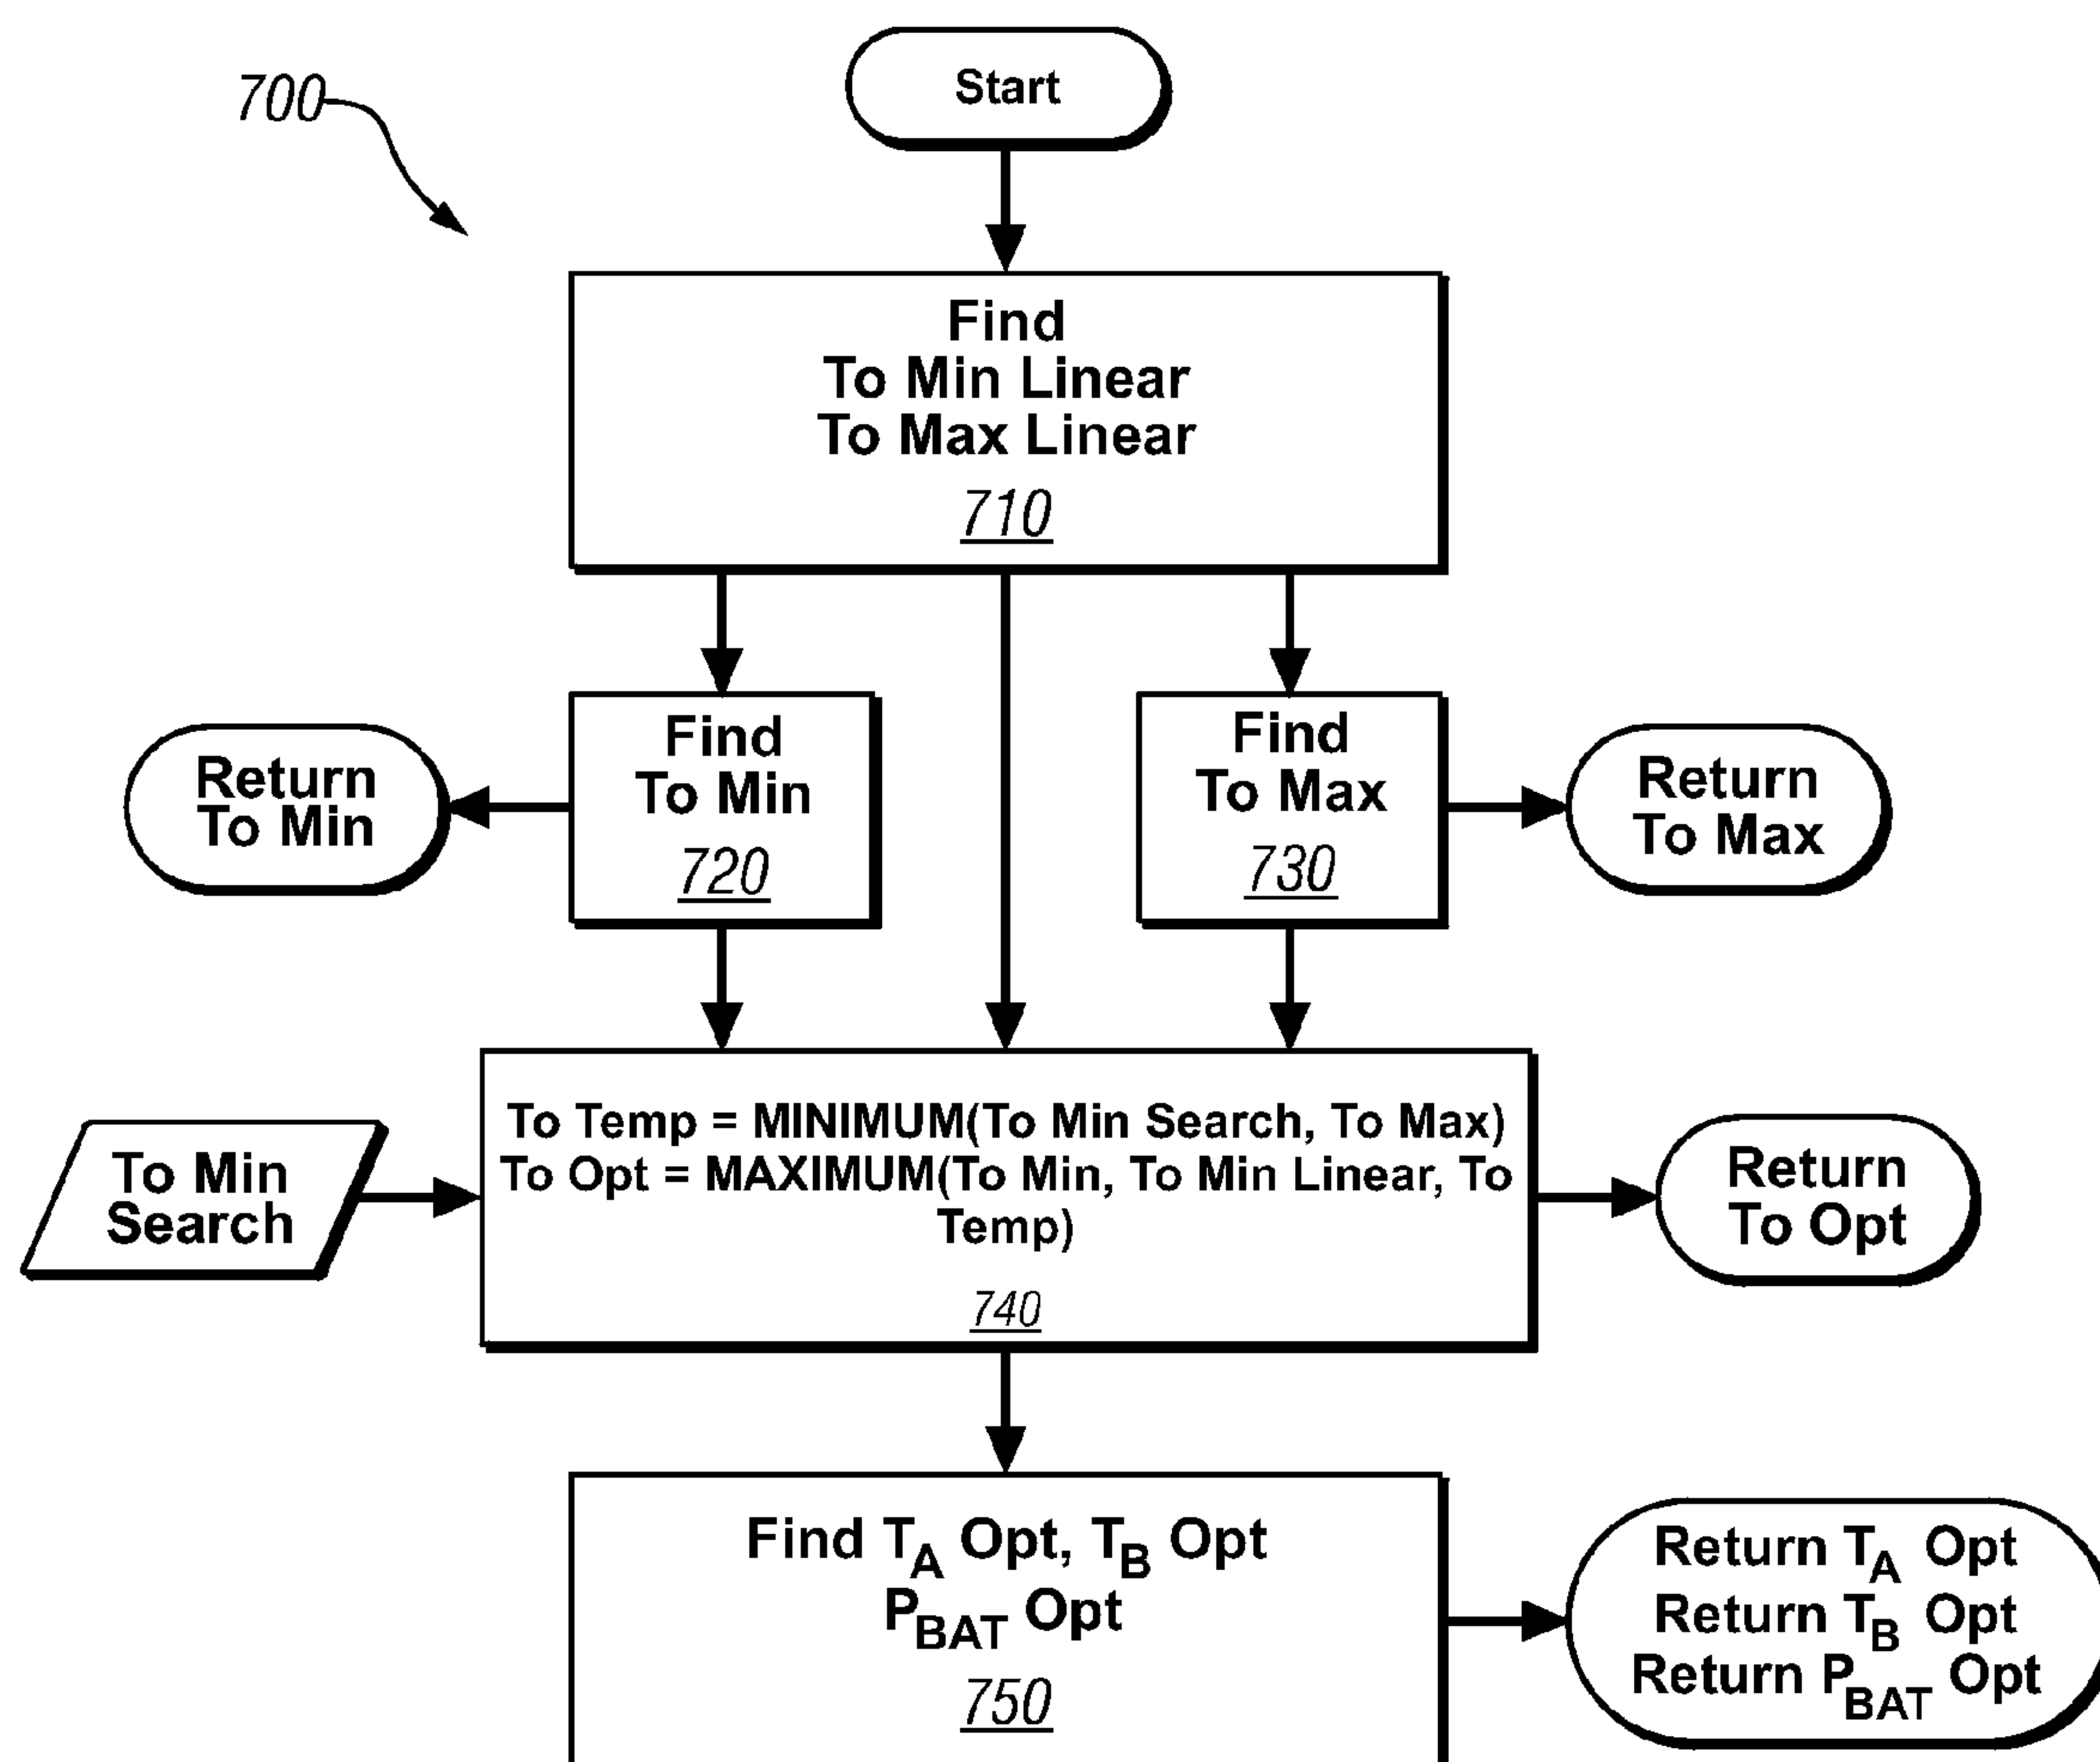 700
Start
Find
To Min Linear
To Max Linear
710
Find
To Min
720
Find
To Max
730
Return
To Min
Return
To Max
To Min
Search
To Temp = MINIMUM(To Min Search, To Max)
To Opt = MAXIMUM(To Min, To Min Linear, To
Temp)
740
Return
To Opt
Find TA Opt, TB Opt
PBAT Opt
750
Return TA Opt
Return TB Opt
Return PBAT Opt